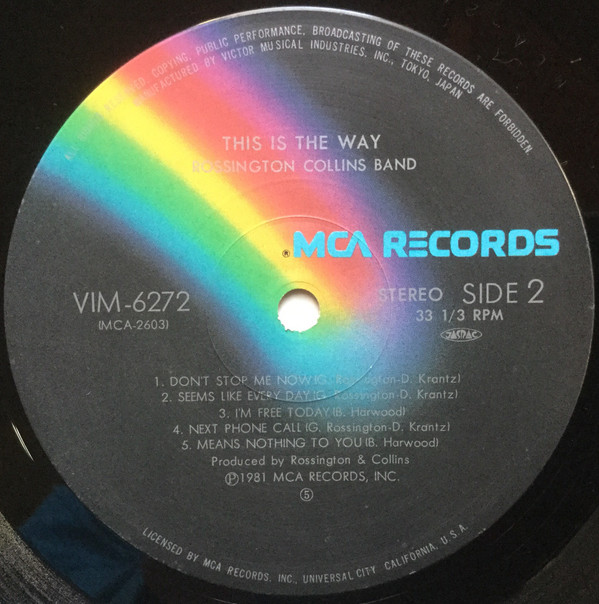 COPYING, PUBLIC PERFORMANCE, BROADCASTING OF THESE RECORDS ARE FORBIDDEN.
MANUFACTURED BY VICTOR MUSICAL INDUSTRIES, INC., TOKYO, JAPAN
THIS IS THE WAY
ROSSINGTON COLLINS BAND
® MCA RECORDS
VIM-6272
(MCA-2603)
STEREO SIDE 2
33 1/3 RPM
JASRAC
1. DON'T STOP ME NOW(G. Rossington-D. Krantz)
2. SEEMS LIKE EVERY DAY(G. Rossington-D. Krantz)
3. I'M FREE TODAY(B. Harwood)
4. NEXT PHONE CALL(G. Rossington-D. Krantz)
5. MEANS NOTHING TO YOU(B. Harwood)
Produced by Rossington & Collins
Ⓟ1981 MCA RECORDS, INC.
⑤
LICENSED BY MCA RECORDS, INC., UNIVERSAL CITY, CALIFORNIA, U.S.A.